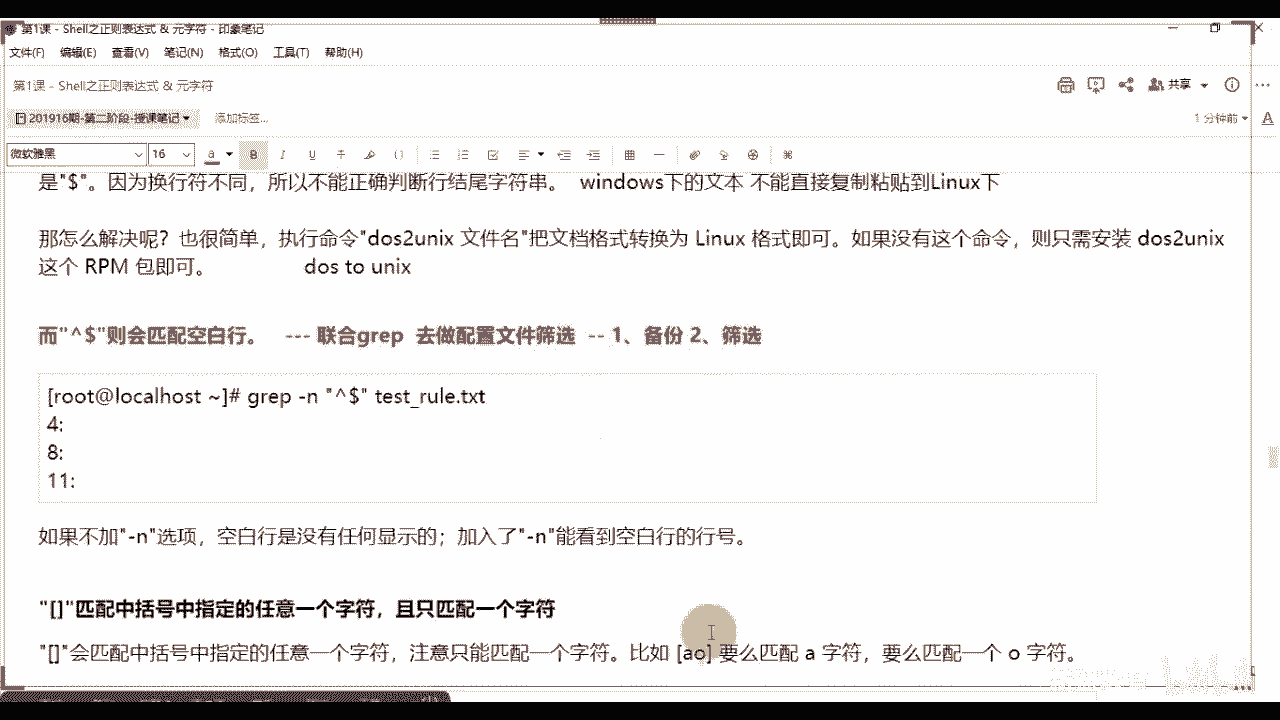 第1课 - Shell之正则表达式 & 元字符 - 印象笔记
文件(F) 编辑(E) 查看(V) 笔记(N) 格式(O) 工具(T) 帮助(H)
第1课 - Shell之正则表达式 & 元字符
共享
201916期-第二阶段-授课笔记
添加标签...
1 分钟前
微软雅黑 16
是"$"。因为换行符不同，所以不能正确判断行结尾字符串。 windows下的文本 不能直接复制粘贴到Linux下
那怎么解决呢？也很简单，执行命令"dos2unix 文件名"把文档格式转换为 Linux 格式即可。如果没有这个命令，则只需安装 dos2unix
这个 RPM 包即可。 dos to unix
而"^$"则会匹配空白行。 --- 联合grep 去做配置文件筛选 -- 1、备份 2、筛选
[root@localhost ~]# grep -n "^$" test_rule.txt
4:
8:
11:
如果不加"-n"选项，空白行是没有任何显示的；加入了"-n"能看到空白行的行号。
"[]"匹配中括号中指定的任意一个字符，且只匹配一个字符
"[]"会匹配中括号中指定的任意一个字符，注意只能匹配一个字符。比如 [ao] 要么匹配 a 字符，要么匹配一个 o 字符。